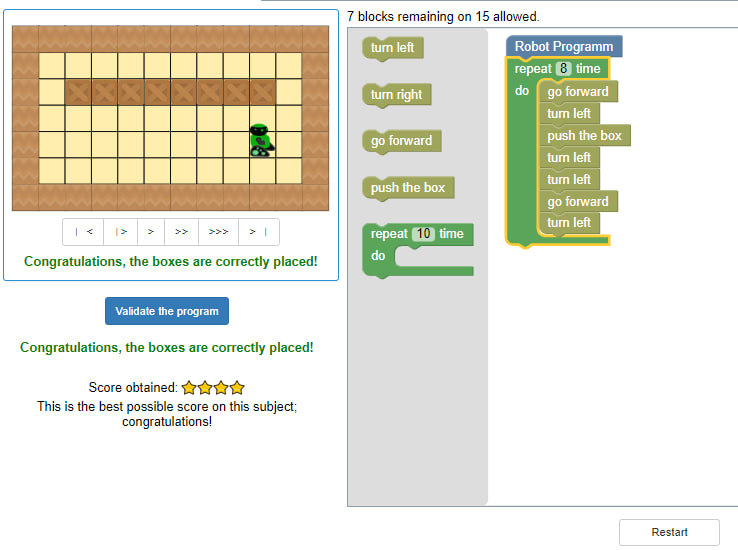 7 blocks remaining on 15 allowed.
turn left
turn right
go forward
push the box
repeat 10 time
do
Robot Programm
repeat 8 time
do
go forward
turn left
push the box
turn left
turn left
go forward
turn left
| < |> > >> >>> > |
Congratulations, the boxes are correctly placed!
Validate the program
Congratulations, the boxes are correctly placed!
Score obtained:
This is the best possible score on this subject;
congratulations!
Restart